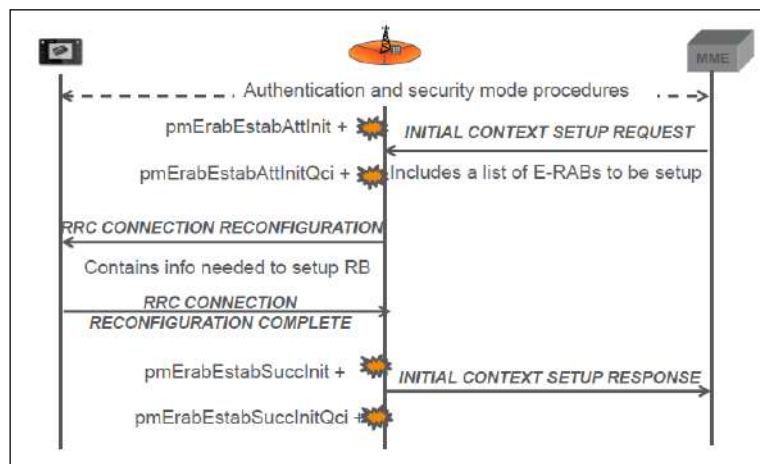 MME
Authentication and security mode procedures
pmErabEstabAttInit +
INITIAL CONTEXT SETUP REQUEST
pmErabEstabAttInitQci +
Includes a list of E-RABs to be setup
RRC CONNECTION RECONFIGURATION
Contains info needed to setup RB
RRC CONNECTION
RECONFIGURATION COMPLETE
pmErabEstabSuccInit +
INITIAL CONTEXT SETUP RESPONSE
pmErabEstabSuccInitQci +